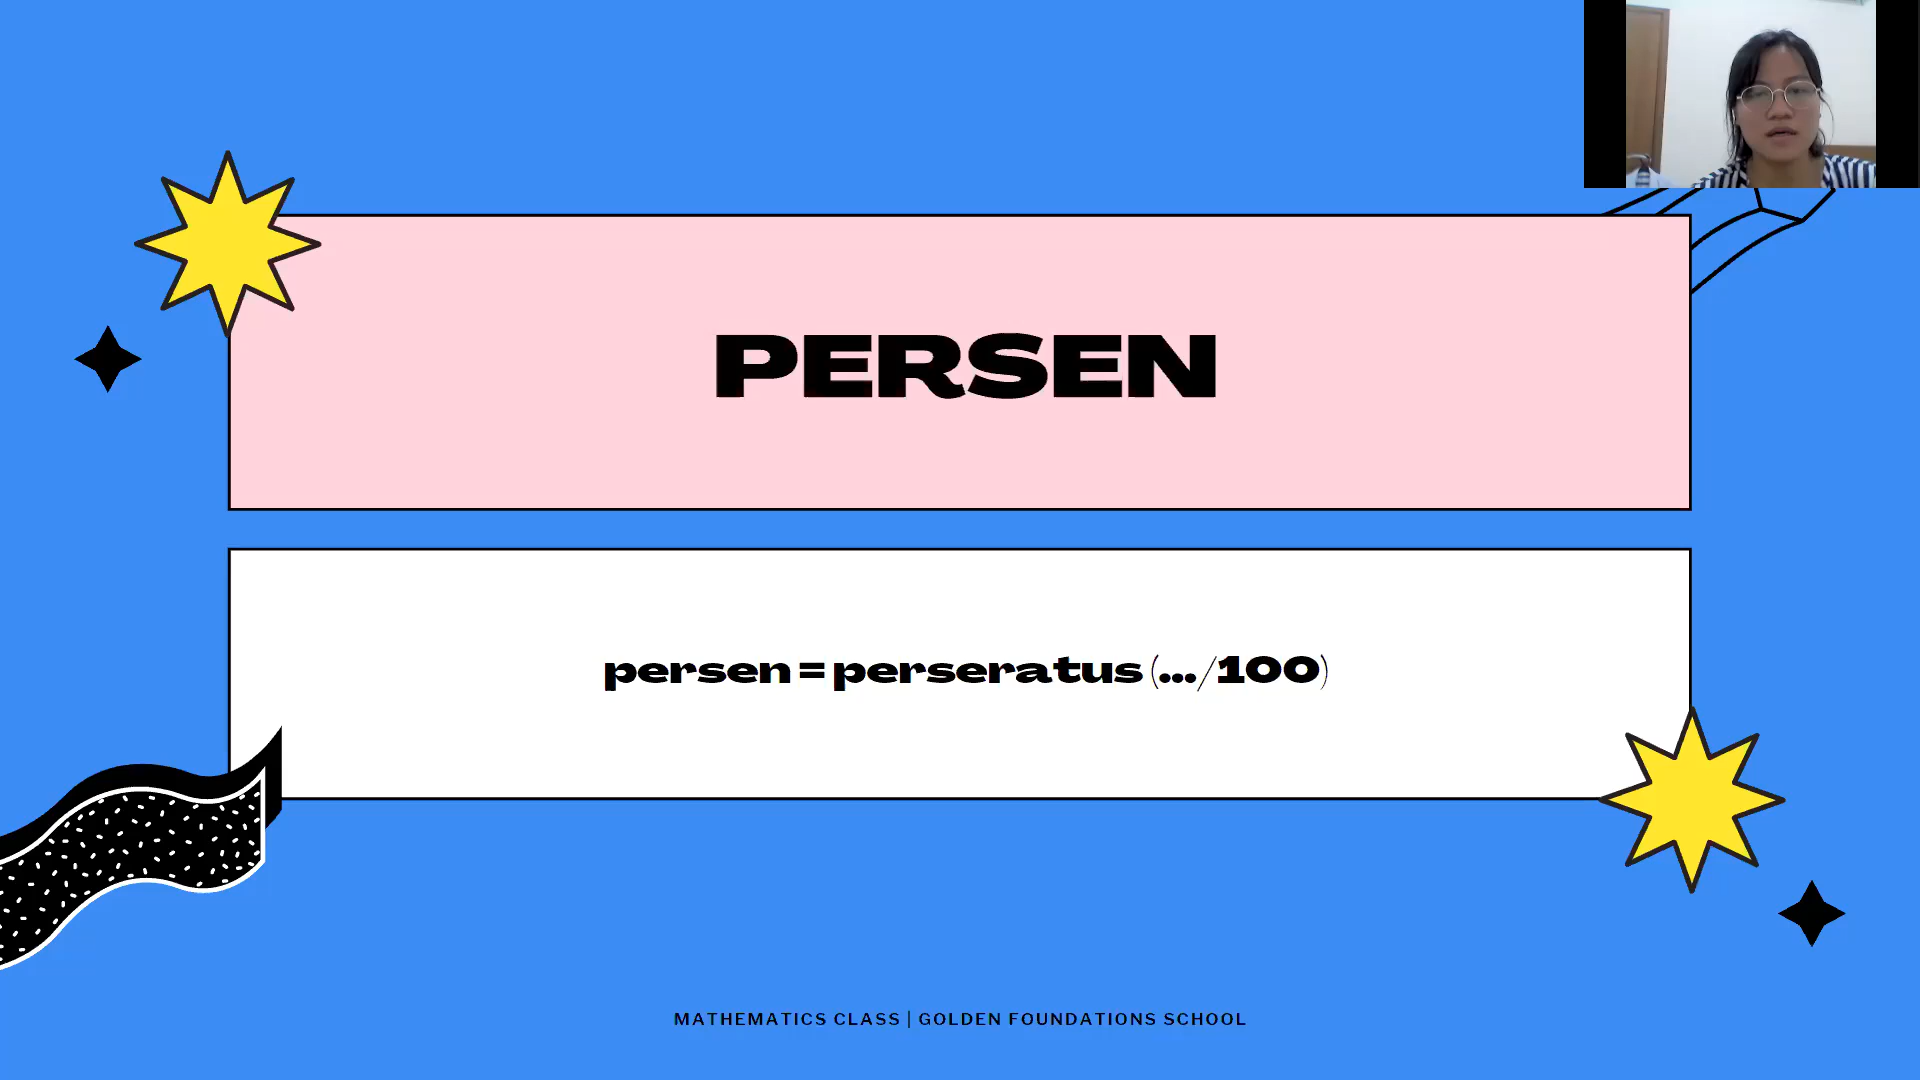 PERSEN
persen = perseratus (.../100)
MATHEMATICS CLASS | GOLDEN FOUNDATIONS SCHOOL